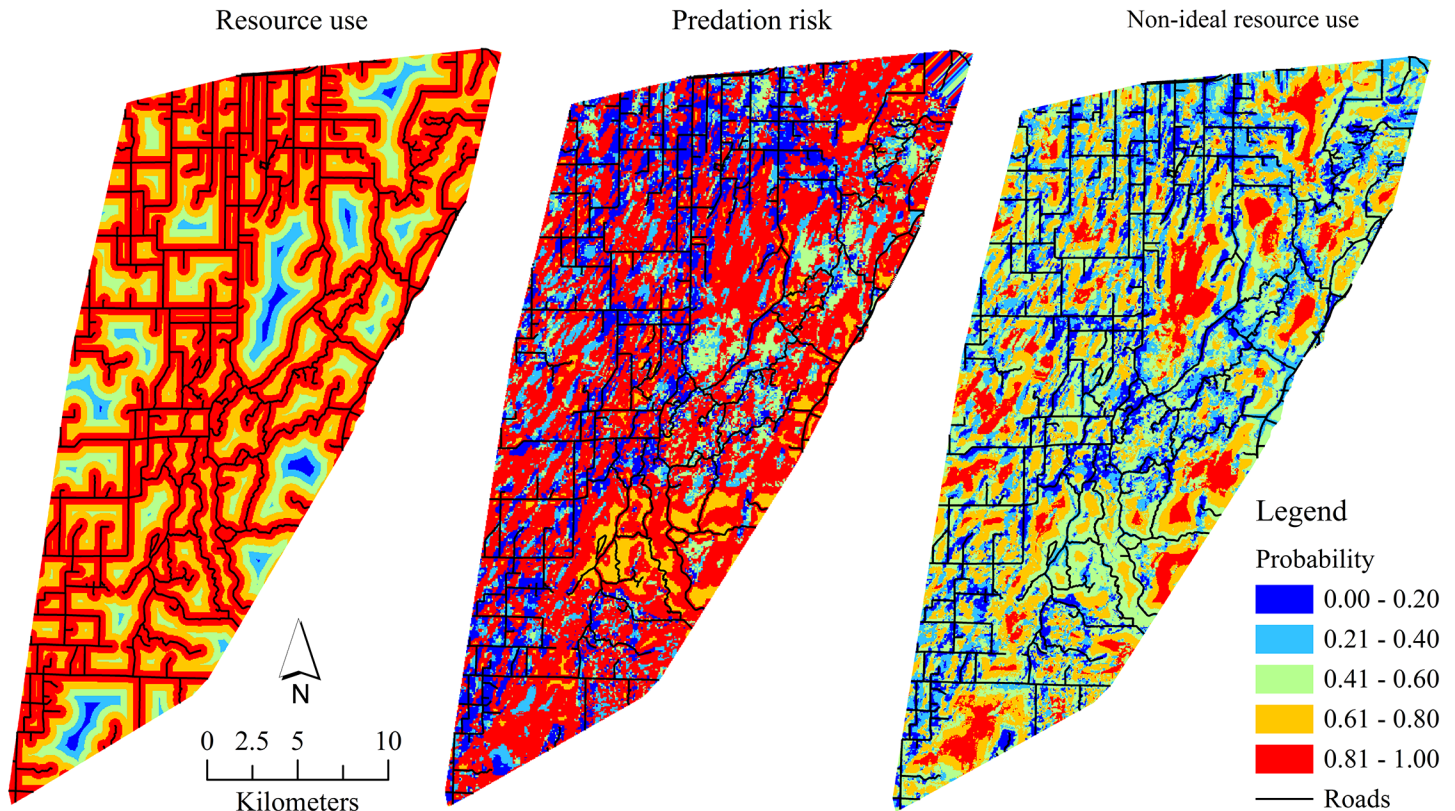 Resource use
Predation risk
Non-ideal resource use
N
0 2.5 5 10
Kilometers
Legend
Probability
0.00 - 0.20
0.21 - 0.40
0.41 - 0.60
0.61 - 0.80
0.81 - 1.00
Roads